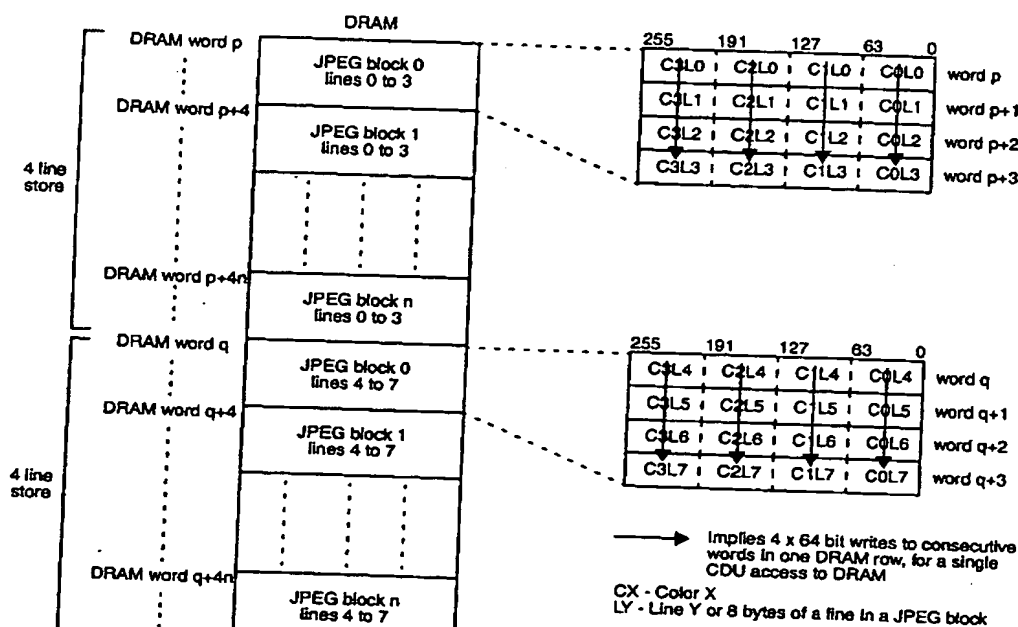 DRAM
DRAM word p
JPEG block 0
lines 0 to 3
DRAM word p+4
JPEG block 1
lines 0 to 3
4 line
store
DRAM word p+4n
JPEG block n
lines 0 to 3
255 191 127 63 0
C3L0 C2L0 C1L0 C0L0 word p
C3L1 C2L1 C1L1 C0L1 word p+1
C3L2 C2L2 C1L2 C0L2 word p+2
C3L3 C2L3 C1L3 C0L3 word p+3
DRAM word q
JPEG block 0
lines 4 to 7
DRAM word q+4
JPEG block 1
lines 4 to 7
4 line
store
DRAM word q+4n
JPEG block n
lines 4 to 7
255 191 127 63 0
C3L4 C2L4 C1L4 C0L4 word q
C3L5 C2L5 C1L5 C0L5 word q+1
C3L6 C2L6 C1L6 C0L6 word q+2
C3L7 C2L7 C1L7 C0L7 word q+3
Implies 4 x 64 bit writes to consecutive
words in one DRAM row, for a single
CDU access to DRAM
CX - Color X
LY - Line Y or 8 bytes of a line in a JPEG block